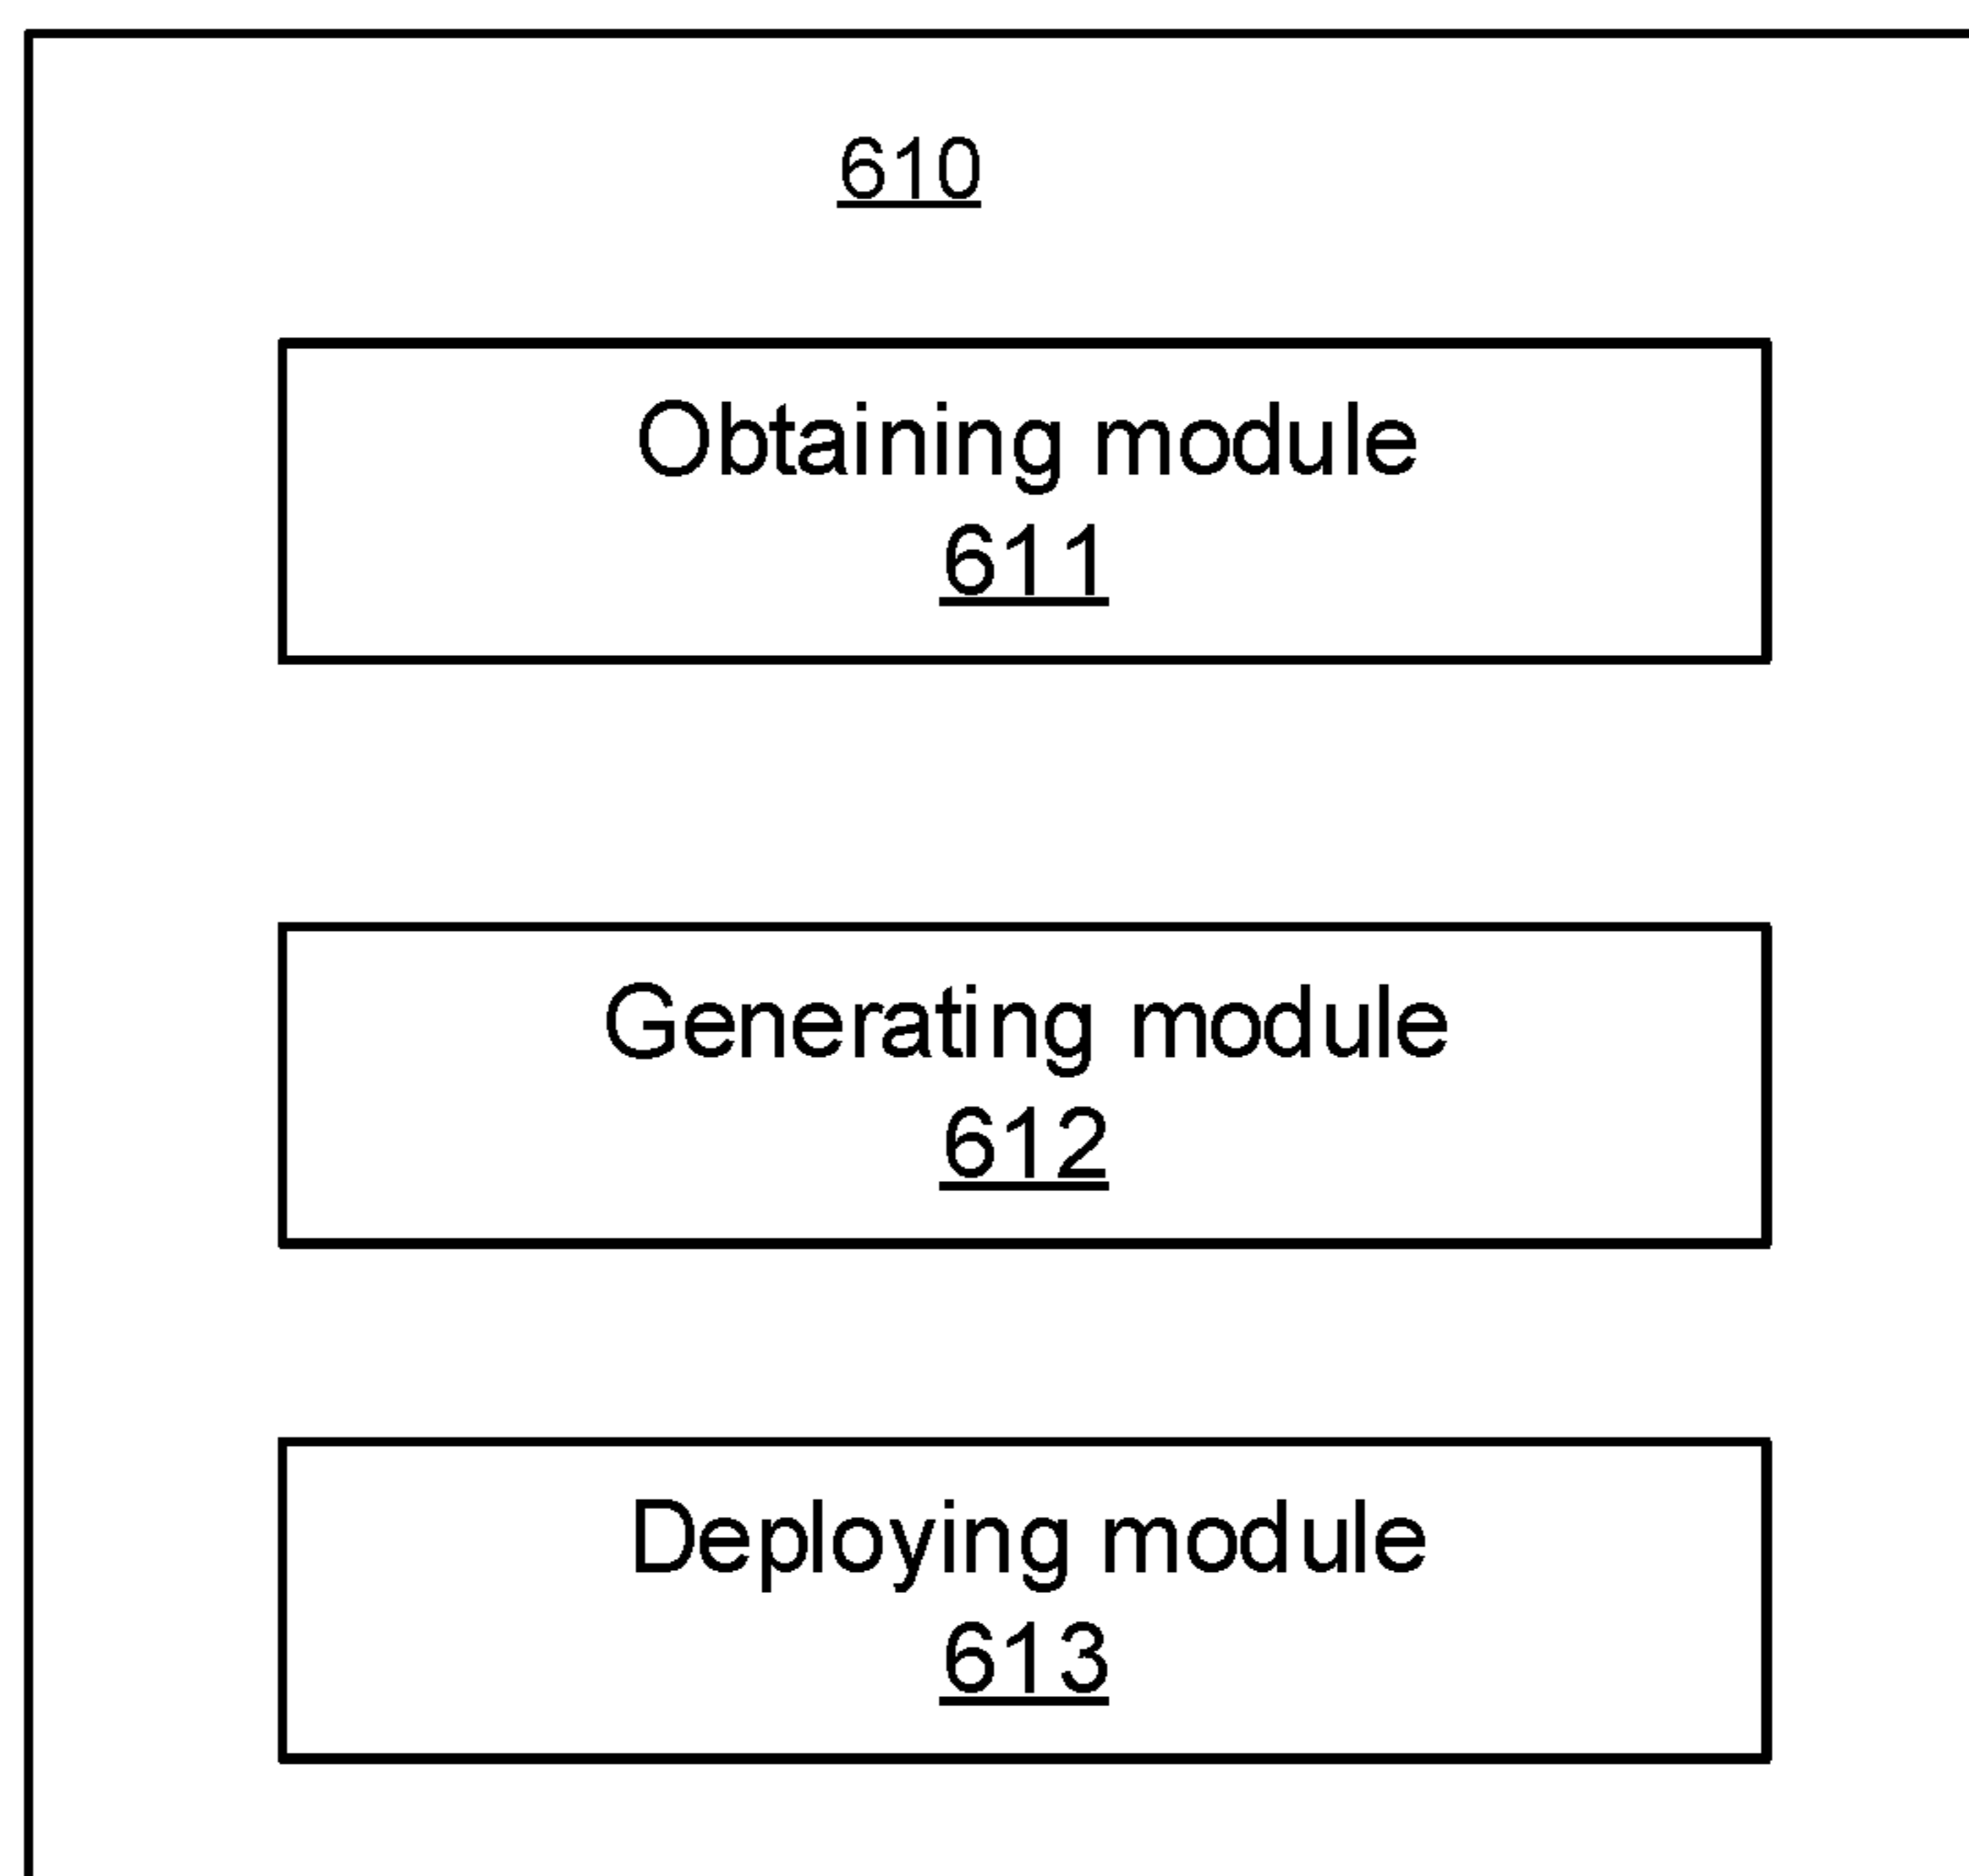 610
Obtaining module
611
Generating module
612
Deploying module
613